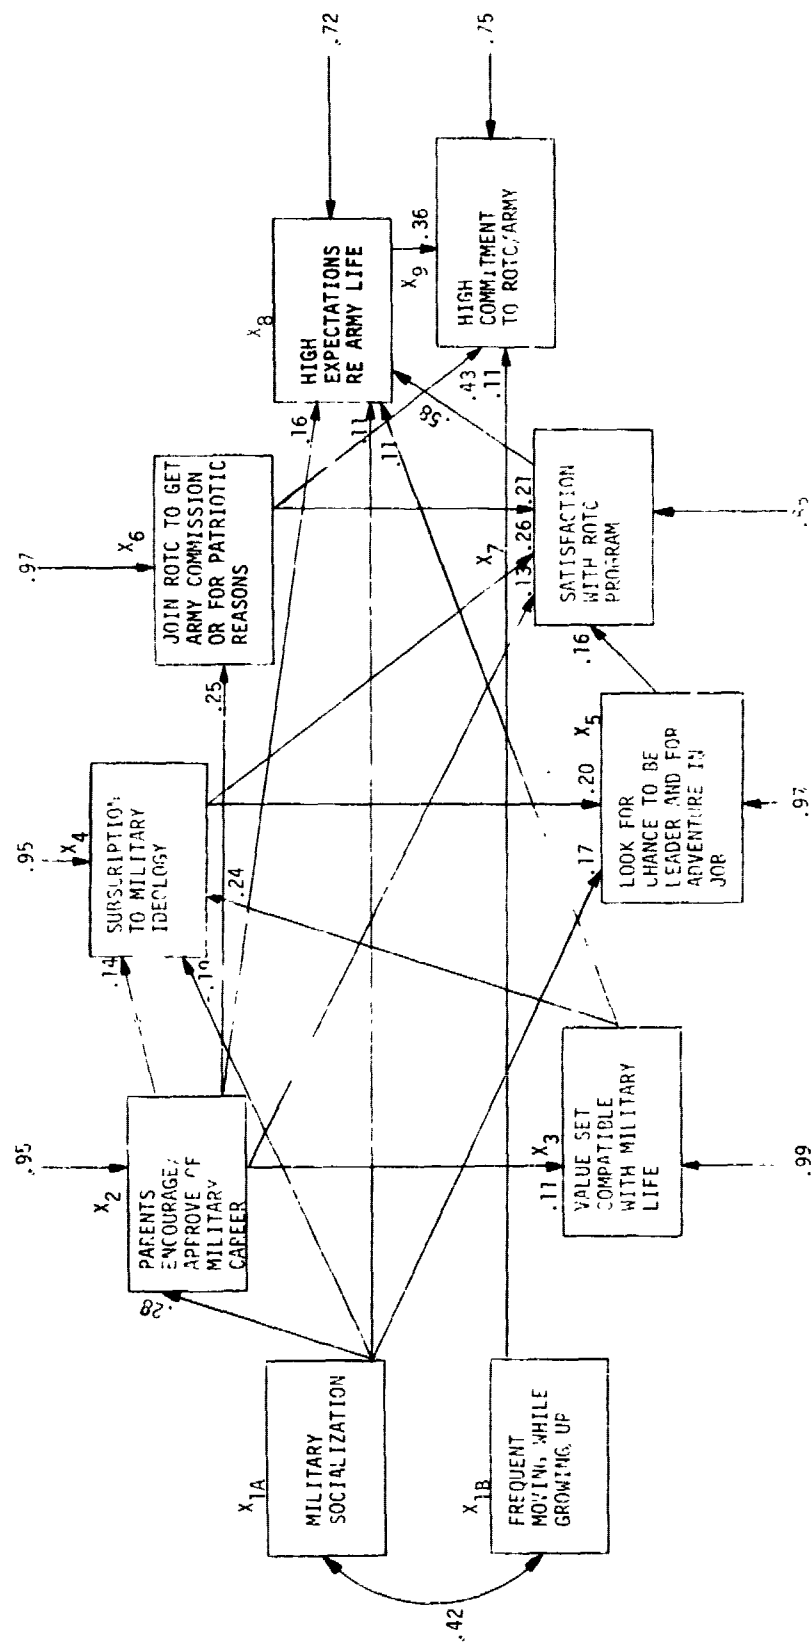 .42
X1A
MILITARY
SOCIALIZATION
X1B
FREQUENT
MOVING WHILE
GROWING UP
.95
X2
PARENTS
ENCOURAGE/
APPROVE OF
MILITARY
CAREER
.28
.11
X3
VALUE SET
COMPATIBLE
WITH MILITARY
LIFE
.99
.95
X4
SUBSCRIPTION
TO MILITARY
IDEOLOGY
.14
.24
.17
.20
X5
LOOK FOR
CHANCE TO BE
LEADER AND FOR
ADVENTURE IN
JOB
.97
.97
X6
JOIN ROTC TO GET
ARMY COMMISSION
OR FOR PATRIOTIC
REASONS
.25
.16
.13
.26
.21
X7
SATISFACTION
WITH ROTC
PROGRAM
X8
HIGH
EXPECTATIONS
RE ARMY LIFE
.16
.11
.11
.58
.72
.43
.11
X9
.36
HIGH
COMMITMENT
TO ROTC/ARMY
.75